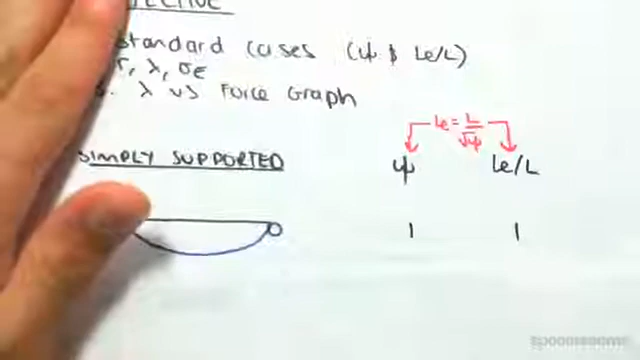 standard cases (ψ & Le/L)
r, λ, σE
λ vs Force Graph
Le = L/√ψ
SIMPLY SUPPORTED ψ Le/L
1 1